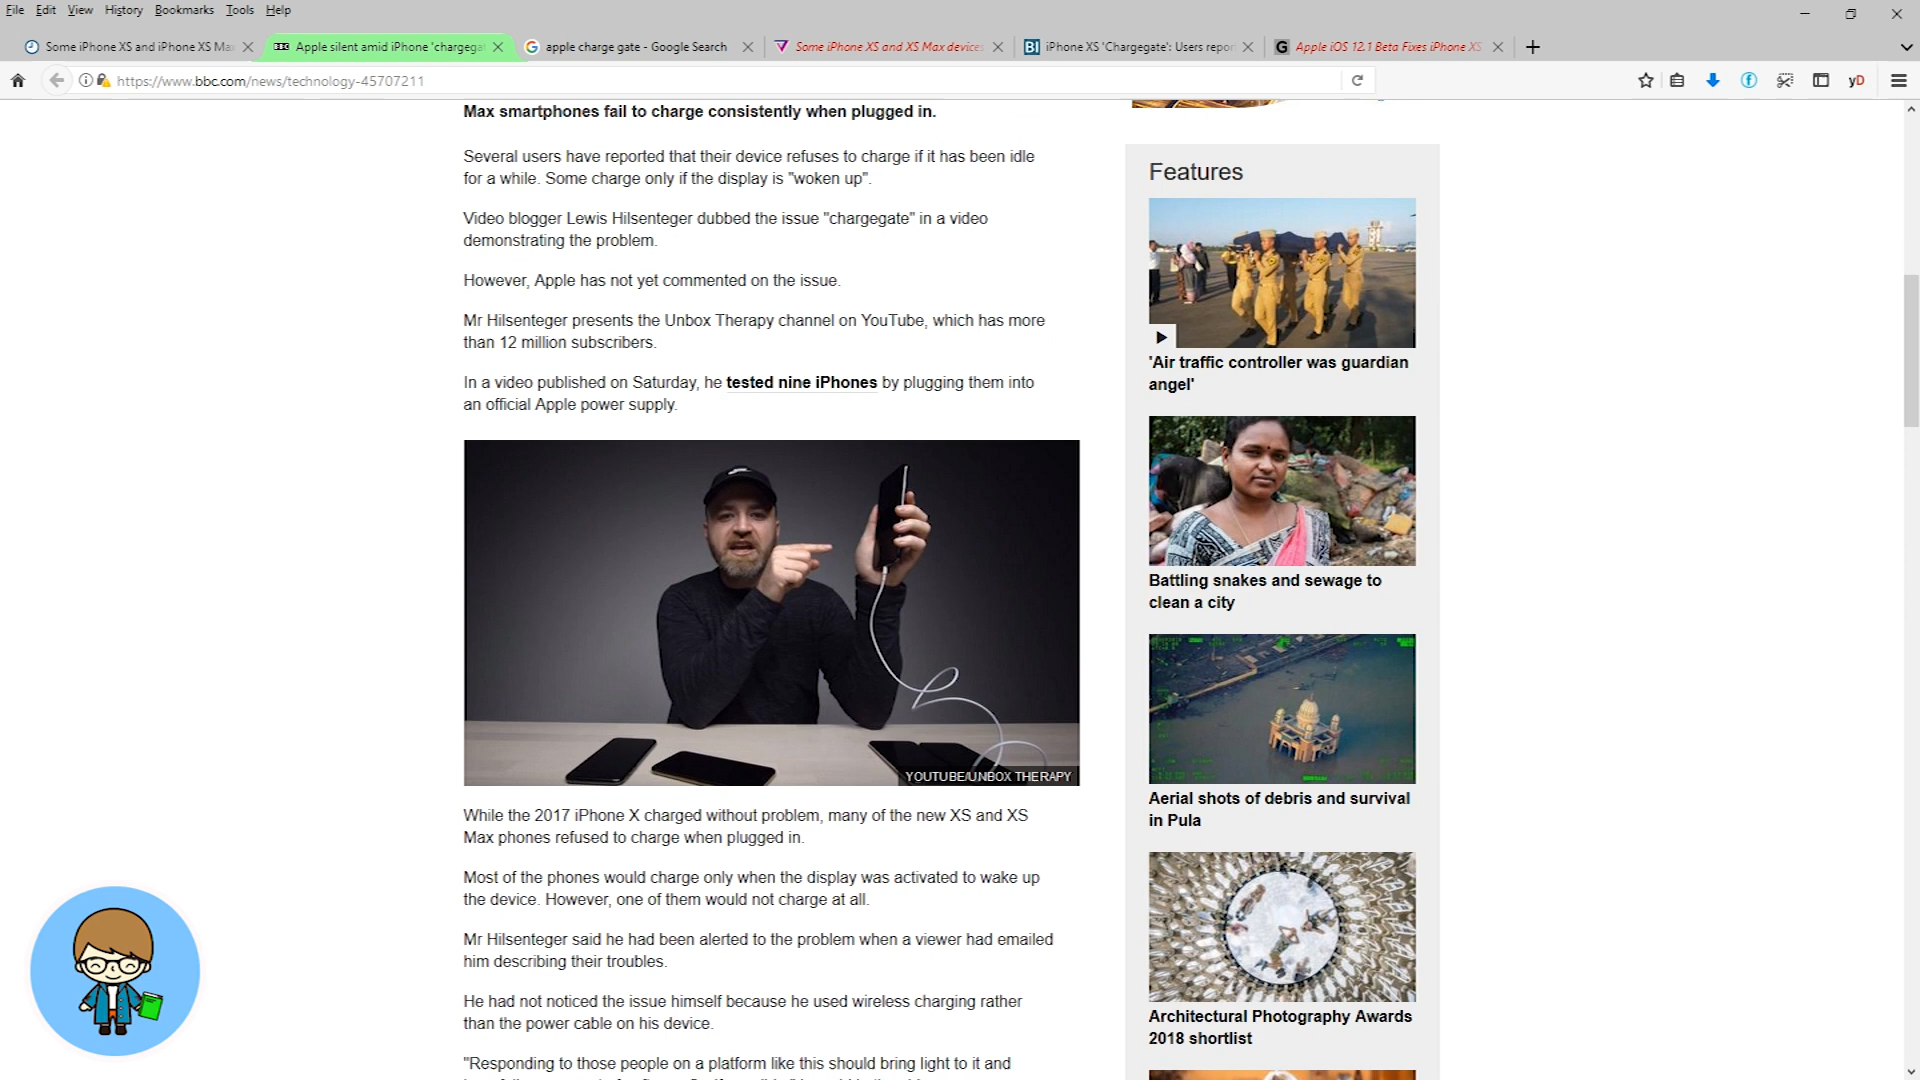 File Edit View History Bookmarks Tools Help
Some iPhone XS and iPhone XS Ma
BBC Apple silent amid iPhone 'chargega
apple charge gate - Google Search
Some iPhone XS and XS Max devices
BI iPhone XS 'Chargegate': Users repor
G Apple iOS 12.1 Beta Fixes iPhone XS
https://www.bbc.com/news/technology-45707211
yD
Max smartphones fail to charge consistently when plugged in.
Several users have reported that their device refuses to charge if it has been idle
for a while. Some charge only if the display is "woken up".
Video blogger Lewis Hilsenteger dubbed the issue "chargegate" in a video
demonstrating the problem.
However, Apple has not yet commented on the issue.
Mr Hilsenteger presents the Unbox Therapy channel on YouTube, which has more
than 12 million subscribers.
In a video published on Saturday, he tested nine iPhones by plugging them into
an official Apple power supply.
YOUTUBE/UNBOX THERAPY
While the 2017 iPhone X charged without problem, many of the new XS and XS
Max phones refused to charge when plugged in.
Most of the phones would charge only when the display was activated to wake up
the device. However, one of them would not charge at all.
Mr Hilsenteger said he had been alerted to the problem when a viewer had emailed
him describing their troubles.
He had not noticed the issue himself because he used wireless charging rather
than the power cable on his device.
"Responding to those people on a platform like this should bring light to it and
Features
'Air traffic controller was guardian
angel'
Battling snakes and sewage to
clean a city
Aerial shots of debris and survival
in Pula
Architectural Photography Awards
2018 shortlist